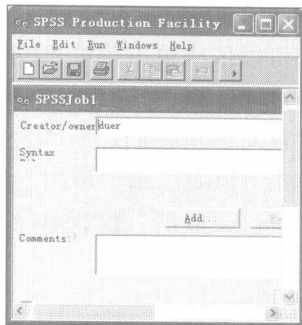 SPSS Production Facility
File Edit Run Windows Help
SPSSJob1
Creator/owner duer
Syntax
Add...
Comments: